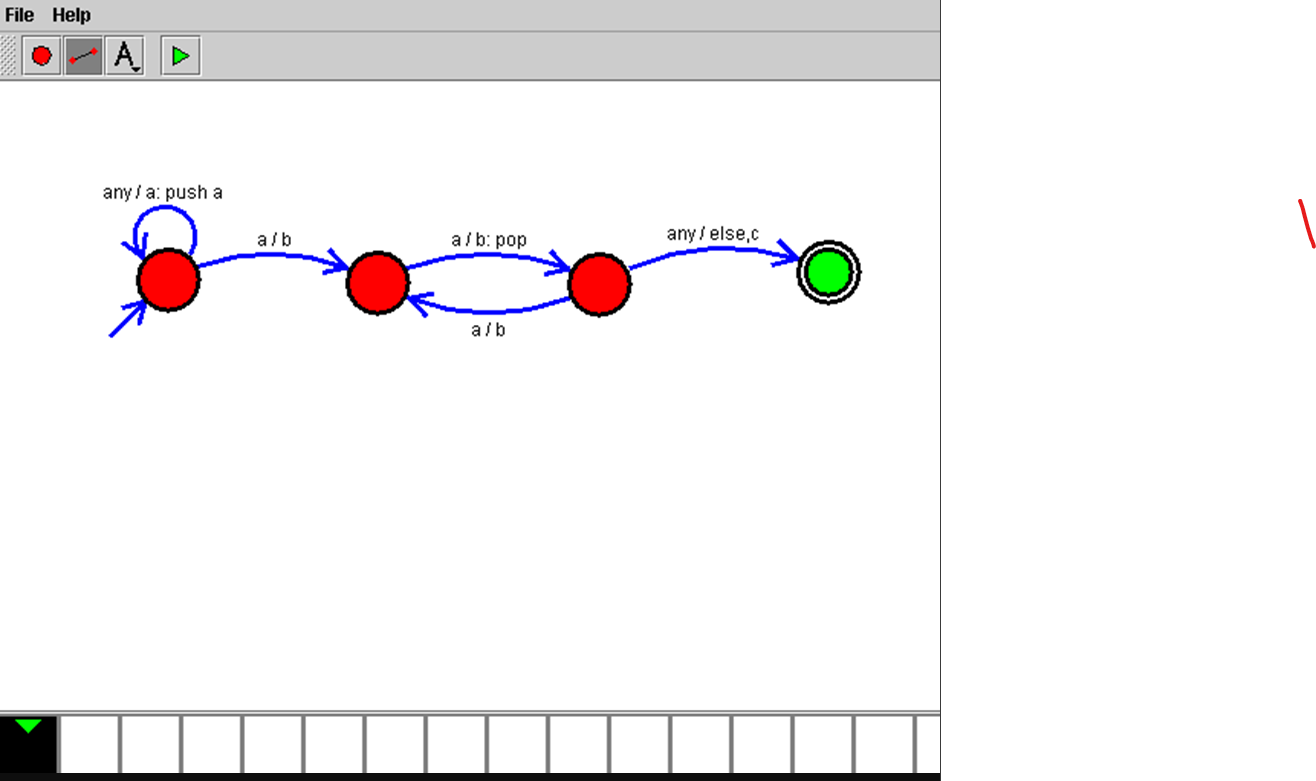 File Help
A
any / a: push a
a / b
a / b: pop
any / else,c
a / b